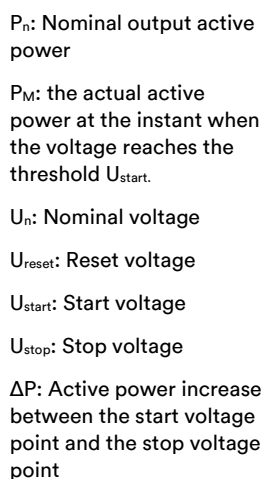 Pn: Nominal output active
power
PM: the actual active
power at the instant when
the voltage reaches the
threshold Ustart.
Un: Nominal voltage
Ureset: Reset voltage
Ustart: Start voltage
Ustop: Stop voltage
ΔP: Active power increase
between the start voltage
point and the stop voltage
point